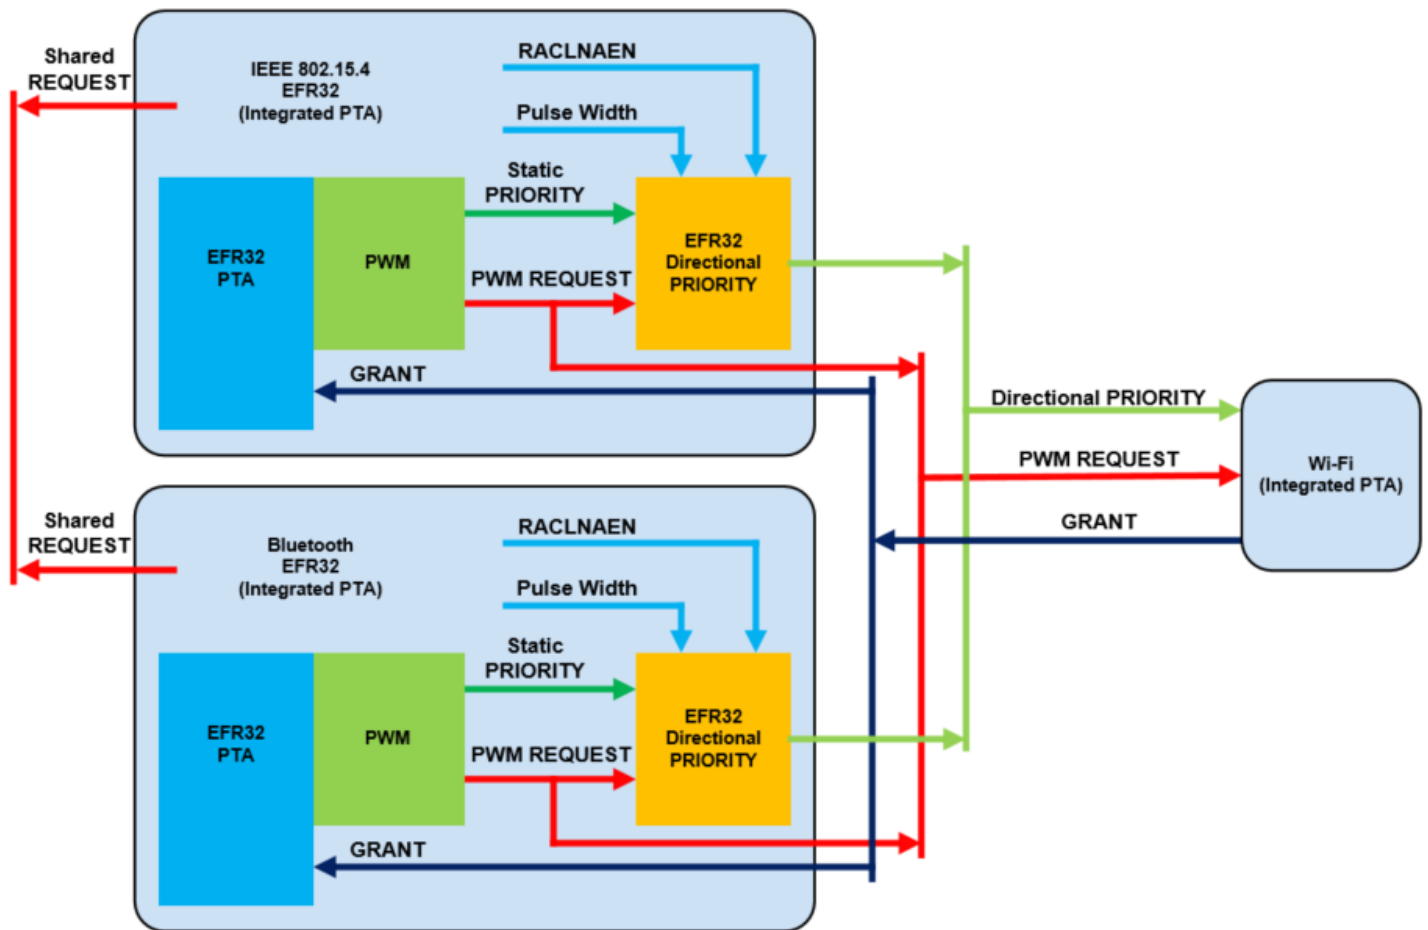 Shared
REQUEST
IEEE 802.15.4
EFR32
(Integrated PTA)
RACLNAEN
Pulse Width
Static
PRIORITY
EFR32
PTA
PWM
PWM REQUEST
EFR32
Directional
PRIORITY
GRANT
Directional PRIORITY
PWM REQUEST
GRANT
Wi-Fi
(Integrated PTA)
Shared
REQUEST
Bluetooth
EFR32
(Integrated PTA)
RACLNAEN
Pulse Width
Static
PRIORITY
EFR32
PTA
PWM
PWM REQUEST
EFR32
Directional
PRIORITY
GRANT